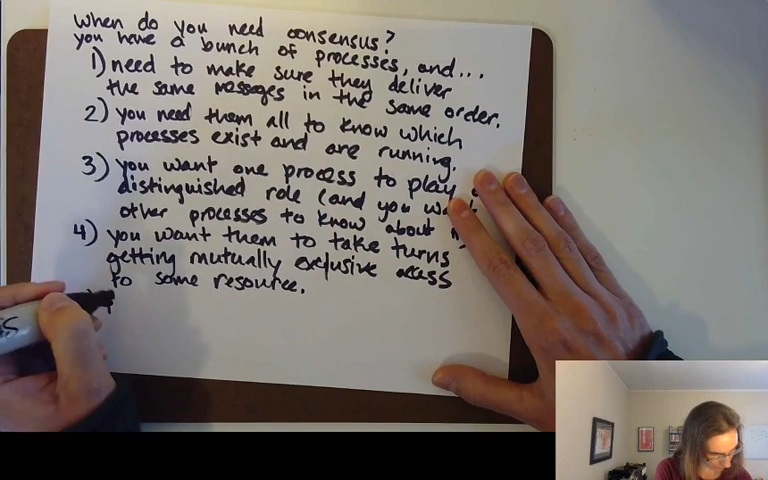 When do you need consensus?
you have a bunch of processes, and...
1) need to make sure they deliver
the same messages in the same order.
2) you need them all to know which
processes exist and are running.
3) you want one process to play
distinguished role (and you
other processes to know about
4) you want them to take turns
getting mutually exclusive access
to some resource.